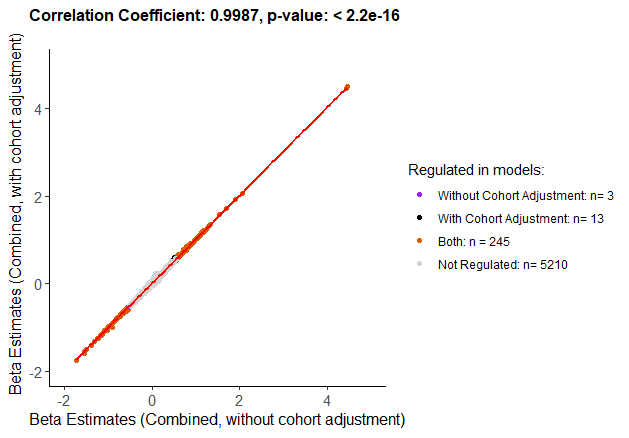 Correlation Coefficient: 0.9987, p-value: < 2.2e-16
Beta Estimates (Combined, with cohort adjustment)
4
2
0
-2
-2
0
2
4
Beta Estimates (Combined, without cohort adjustment)
Regulated in models:
Without Cohort Adjustment: n= 3
With Cohort Adjustment: n= 13
Both: n = 245
Not Regulated: n= 5210